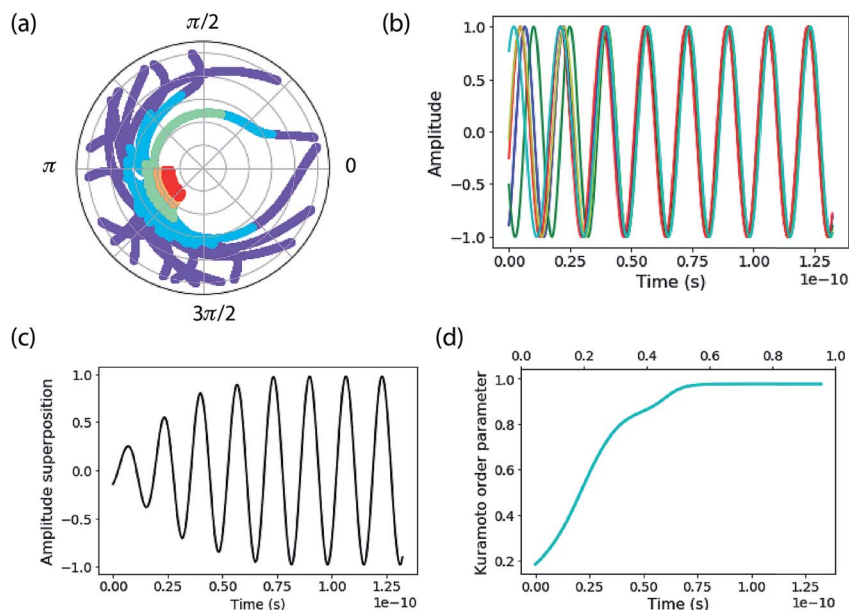 (a)
π/2
π
0
3π/2
(b)
Amplitude
1.0
0.5
0.0
−0.5
−1.0
0.00 0.25 0.50 0.75 1.00 1.25
Time (s)
1e−10
(c)
Amplitude superposition
1.0
0.5
0.0
−0.5
−1.0
0.00 0.25 0.50 0.75 1.00 1.25
Time (s)
1e−10
(d)
0.0 0.2 0.4 0.6 0.8 1.0
Kuramoto order parameter
1.0
0.8
0.6
0.4
0.2
0.00 0.25 0.50 0.75 1.00 1.25
Time (s)
1e−10